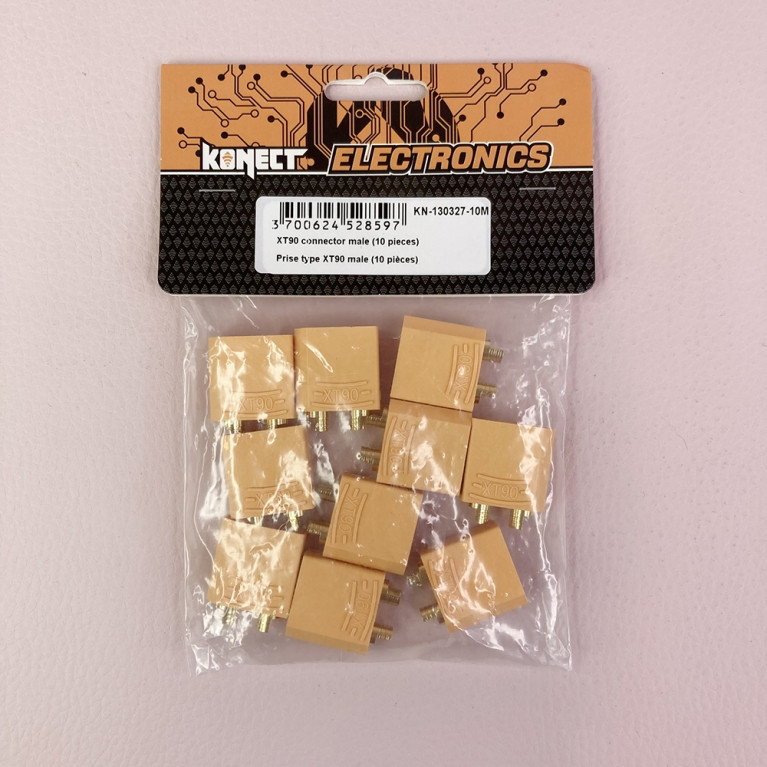 KONECT ELECTRONICS
KN-130327-10M
3 700624 528597
XT90 connector male (10 pieces)
Prise type XT90 male (10 pièces)
XT90
XT90
XT90
XT90